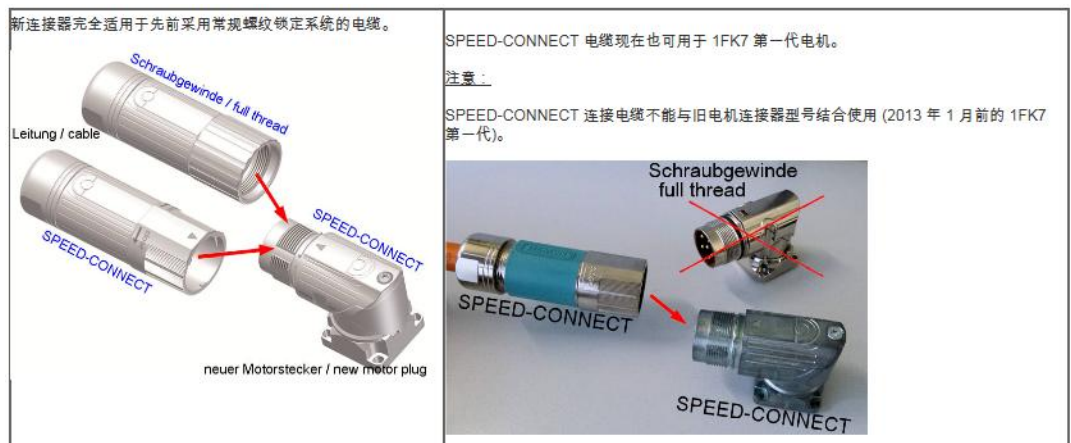 新连接器完全适用于先前采用常规螺纹锁定系统的电缆。
Schraubgewinde / full thread
Leitung / cable
SPEED-CONNECT
SPEED-CONNECT
neuer Motorstecker / new motor plug
SPEED-CONNECT 电缆现在也可用于 1FK7 第一代电机。
注意：
SPEED-CONNECT 连接电缆不能与旧电机连接器型号结合使用 (2013 年 1 月前的 1FK7
第一代)。
Schraubgewinde
full thread
SPEED-CONNECT
SPEED-CONNECT